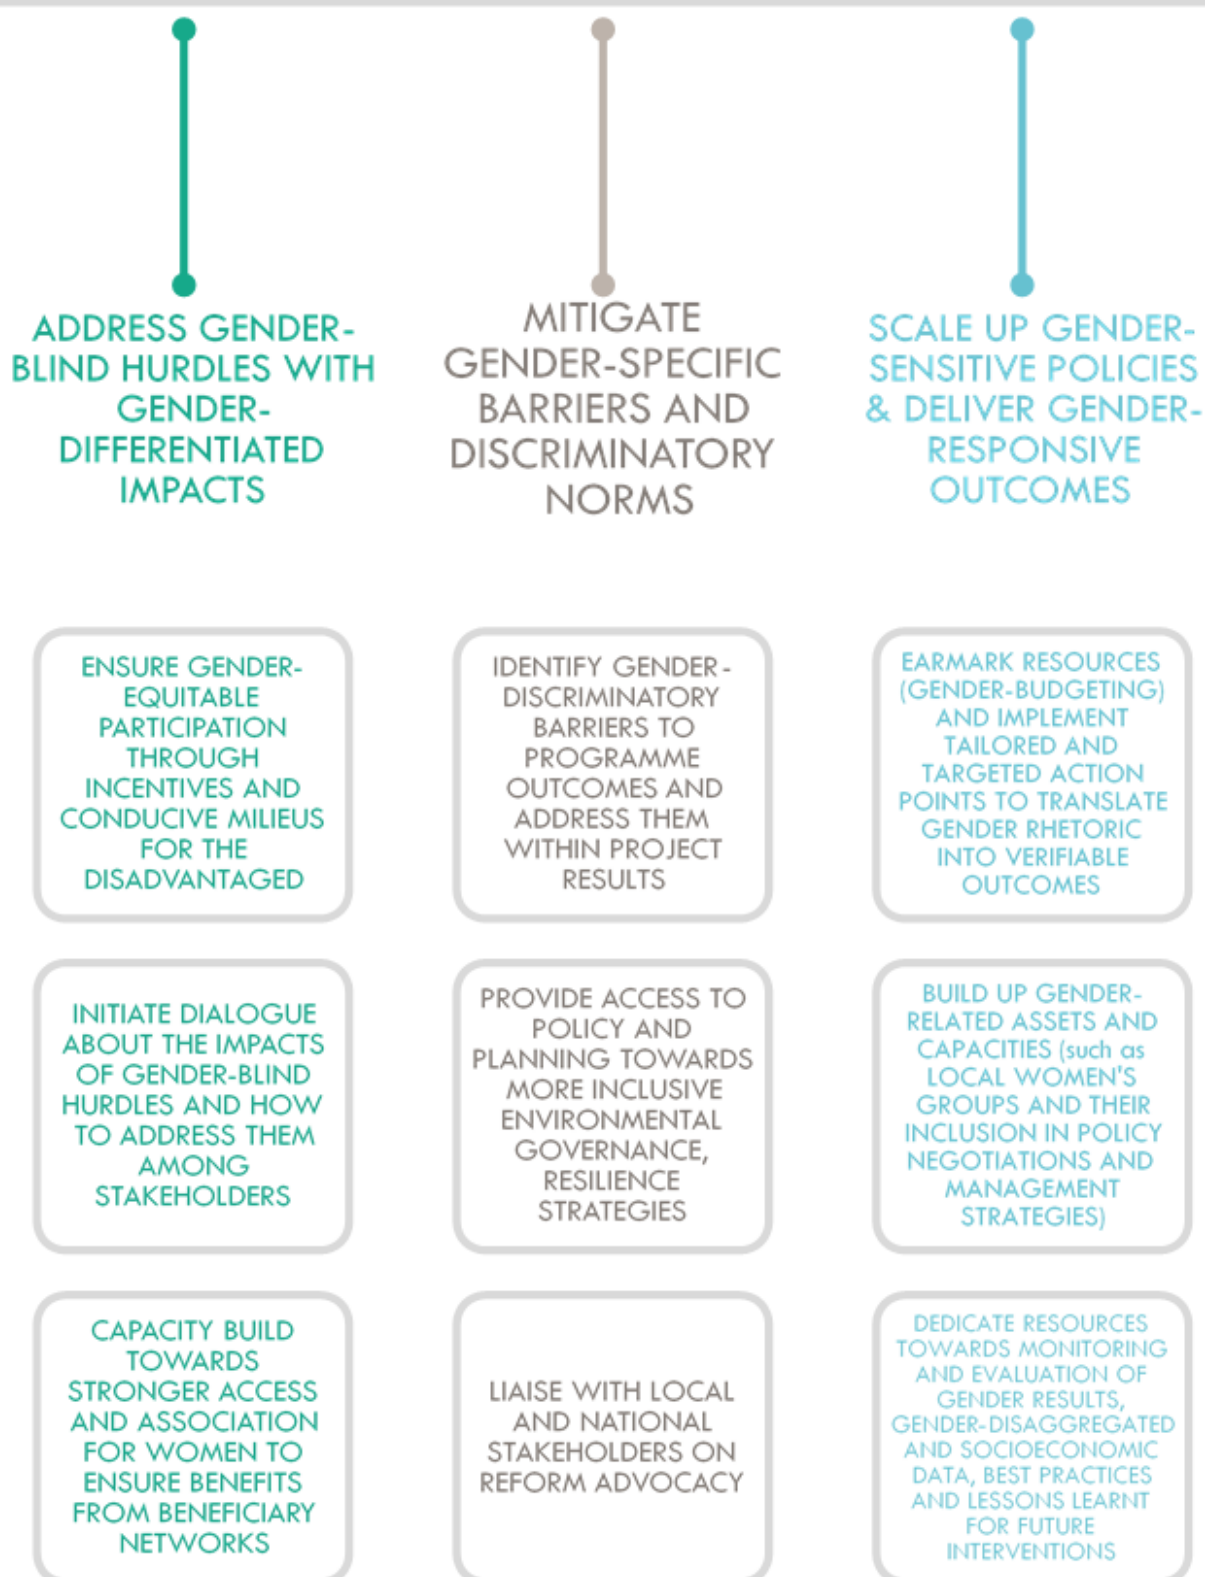 ADDRESS GENDER-
BLIND HURDLES WITH
GENDER-
DIFFERENTIATED
IMPACTS
MITIGATE
GENDER-SPECIFIC
BARRIERS AND
DISCRIMINATORY
NORMS
SCALE UP GENDER-
SENSITIVE POLICIES
& DELIVER GENDER-
RESPONSIVE
OUTCOMES
ENSURE GENDER-
EQUITABLE
PARTICIPATION
THROUGH
INCENTIVES AND
CONDUCIVE MILIEUS
FOR THE
DISADVANTAGED
IDENTIFY GENDER-
DISCRIMINATORY
BARRIERS TO
PROGRAMME
OUTCOMES AND
ADDRESS THEM
WITHIN PROJECT
RESULTS
EARMARK RESOURCES
(GENDER-BUDGETING)
AND IMPLEMENT
TAILORED AND
TARGETED ACTION
POINTS TO TRANSLATE
GENDER RHETORIC
INTO VERIFIABLE
OUTCOMES
INITIATE DIALOGUE
ABOUT THE IMPACTS
OF GENDER-BLIND
HURDLES AND HOW
TO ADDRESS THEM
AMONG
STAKEHOLDERS
PROVIDE ACCESS TO
POLICY AND
PLANNING TOWARDS
MORE INCLUSIVE
ENVIRONMENTAL
GOVERNANCE,
RESILIENCE
STRATEGIES
BUILD UP GENDER-
RELATED ASSETS AND
CAPACITIES (such as
LOCAL WOMEN'S
GROUPS AND THEIR
INCLUSION IN POLICY
NEGOTIATIONS AND
MANAGEMENT
STRATEGIES)
CAPACITY BUILD
TOWARDS
STRONGER ACCESS
AND ASSOCIATION
FOR WOMEN TO
ENSURE BENEFITS
FROM BENEFICIARY
NETWORKS
LIAISE WITH LOCAL
AND NATIONAL
STAKEHOLDERS ON
REFORM ADVOCACY
DEDICATE RESOURCES
TOWARDS MONITORING
AND EVALUATION OF
GENDER RESULTS,
GENDER-DISAGGREGATED
AND SOCIOECONOMIC
DATA, BEST PRACTICES
AND LESSONS LEARNT
FOR FUTURE
INTERVENTIONS